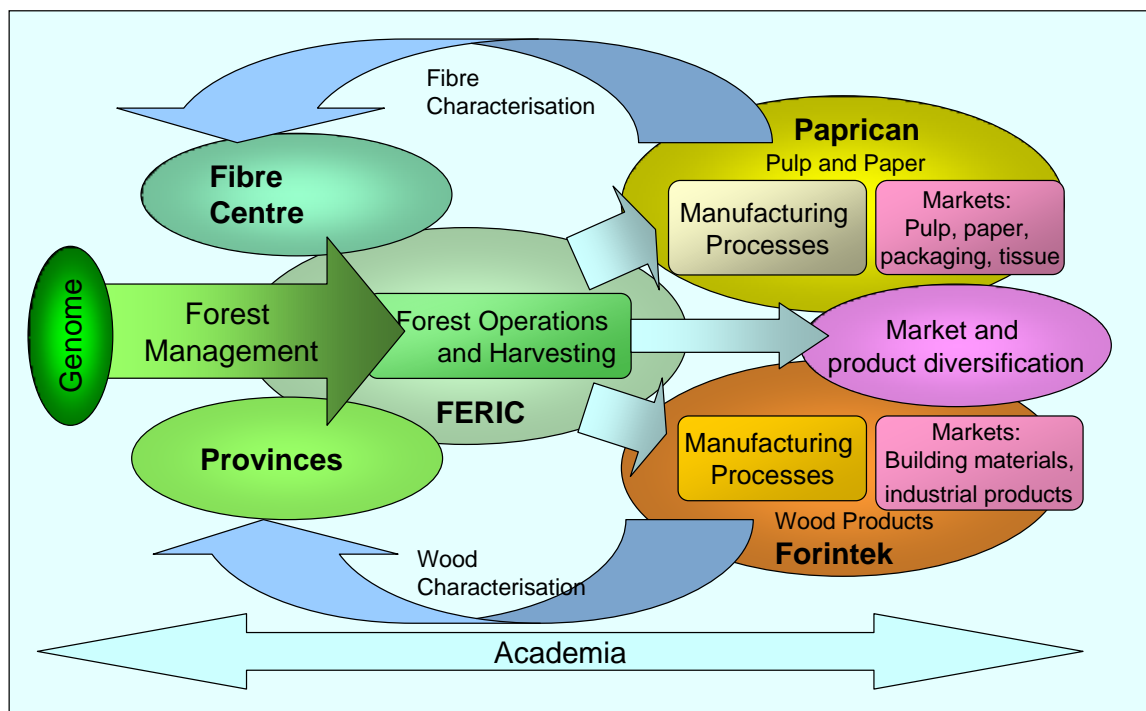 Fibre
Characterisation
Paprican
Pulp and Paper
Manufacturing
Processes
Markets:
Pulp, paper,
packaging, tissue
Fibre
Centre
Genome
Forest
Management
Forest Operations
and Harvesting
FERIC
Market and
product diversification
Provinces
Manufacturing
Processes
Markets:
Building materials,
industrial products
Wood Products
Forintek
Wood
Characterisation
Academia